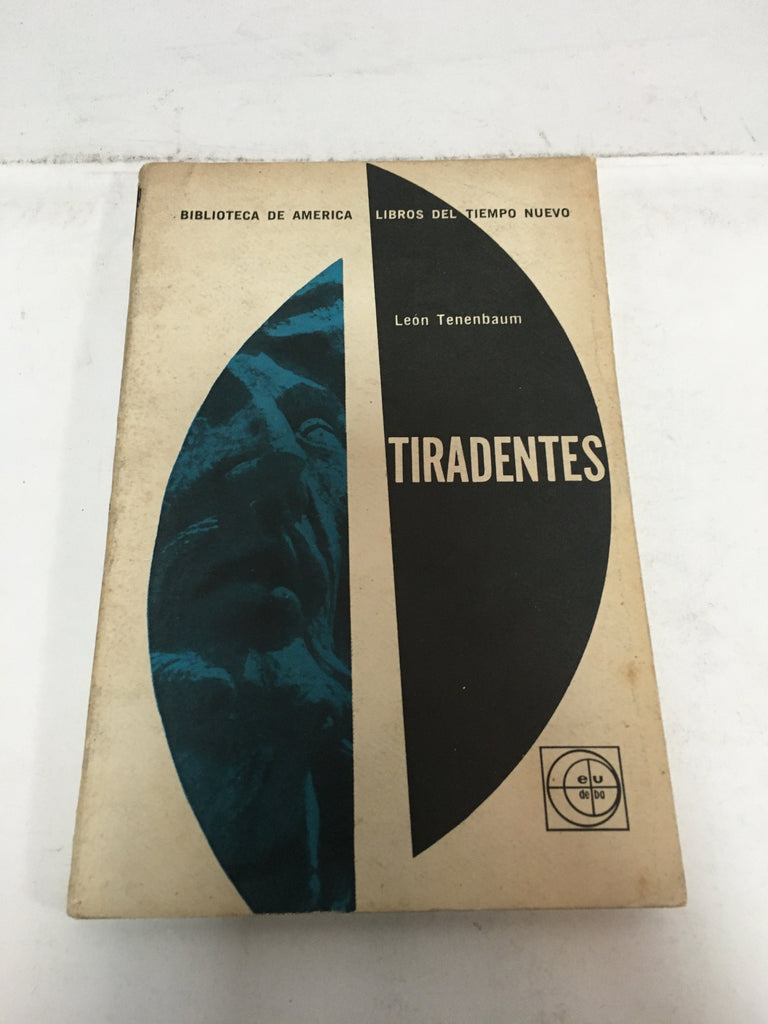 BIBLIOTECA DE AMERICA LIBROS DEL TIEMPO NUEVO
León Tenenbaum
TIRADENTES
eu
deba